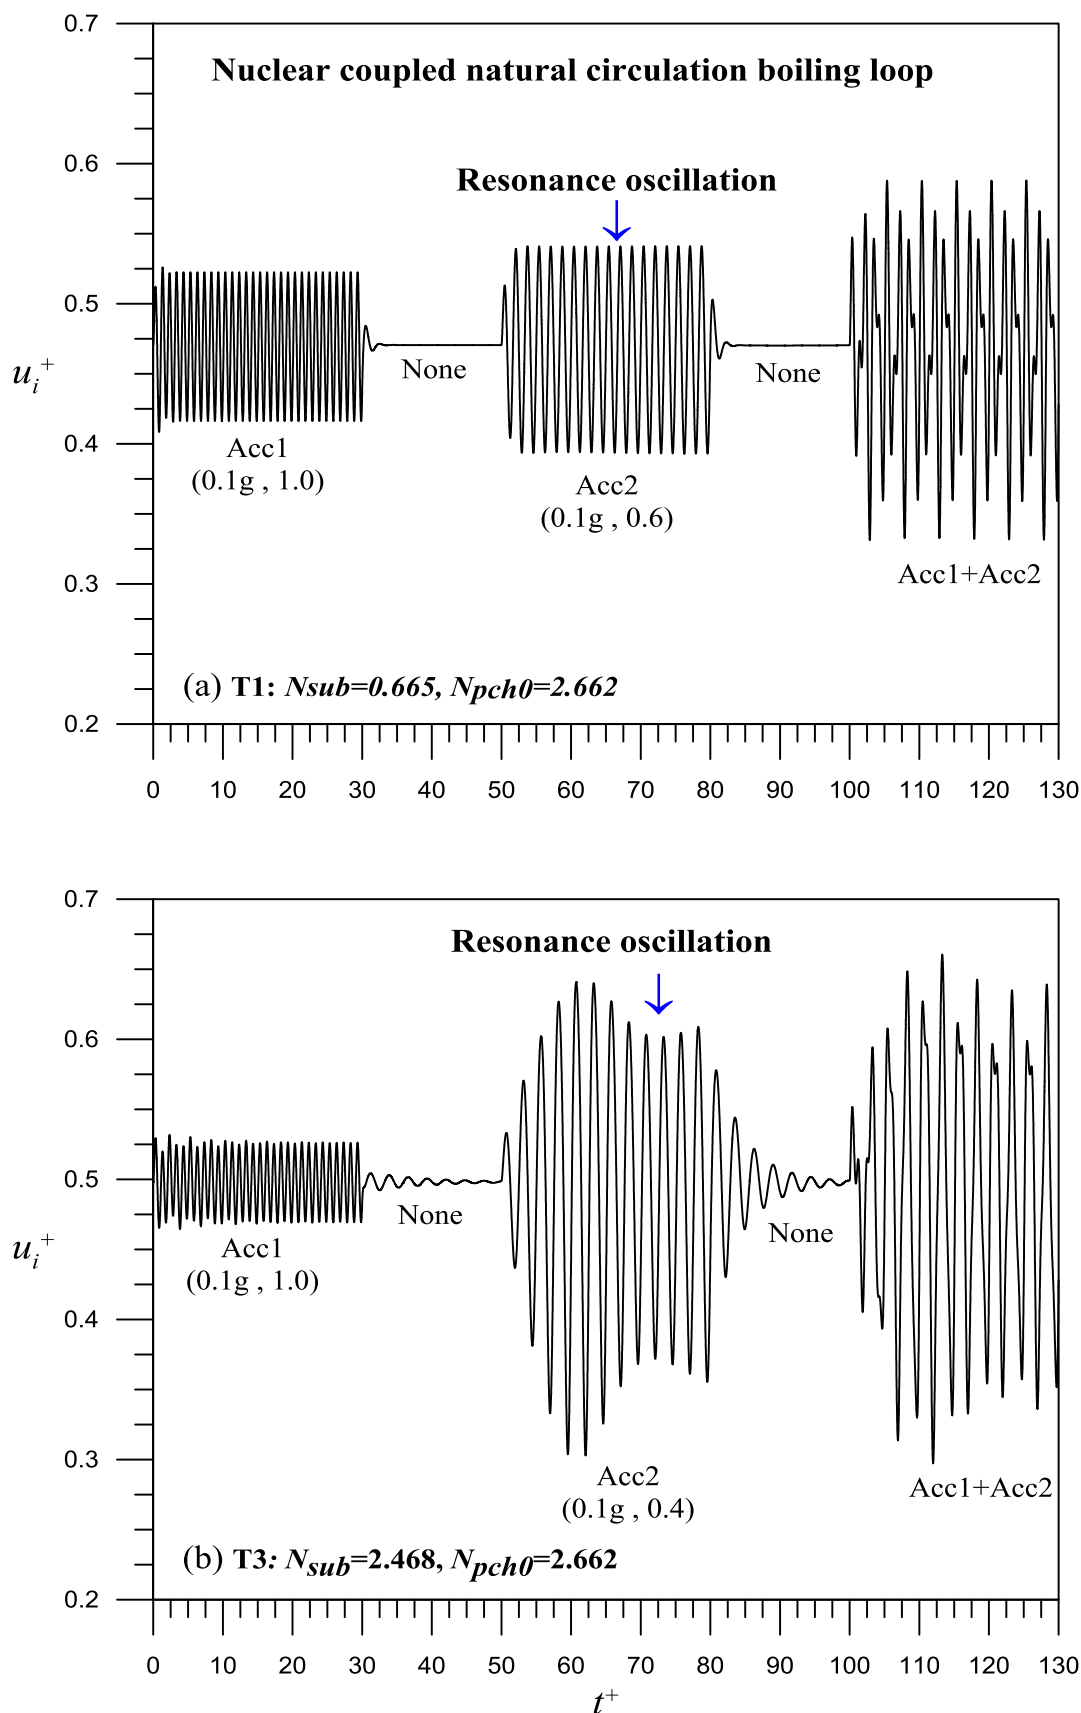 0.7
Nuclear coupled natural circulation boiling loop
0.6
Resonance oscillation
0.5
uᵢ⁺
None
None
0.4
Acc1
(0.1g , 1.0)
Acc2
(0.1g , 0.6)
0.3
Acc1+Acc2
(a) T1: Nsub=0.665, Npch0=2.662
0.2
0 10 20 30 40 50 60 70 80 90 100 110 120 130
0.7
Resonance oscillation
0.6
0.5
None
None
uᵢ⁺
Acc1
(0.1g , 1.0)
0.4
0.3
Acc2
(0.1g , 0.4)
Acc1+Acc2
(b) T3: Nsub=2.468, Npch0=2.662
0.2
0 10 20 30 40 50 60 70 80 90 100 110 120 130
t⁺